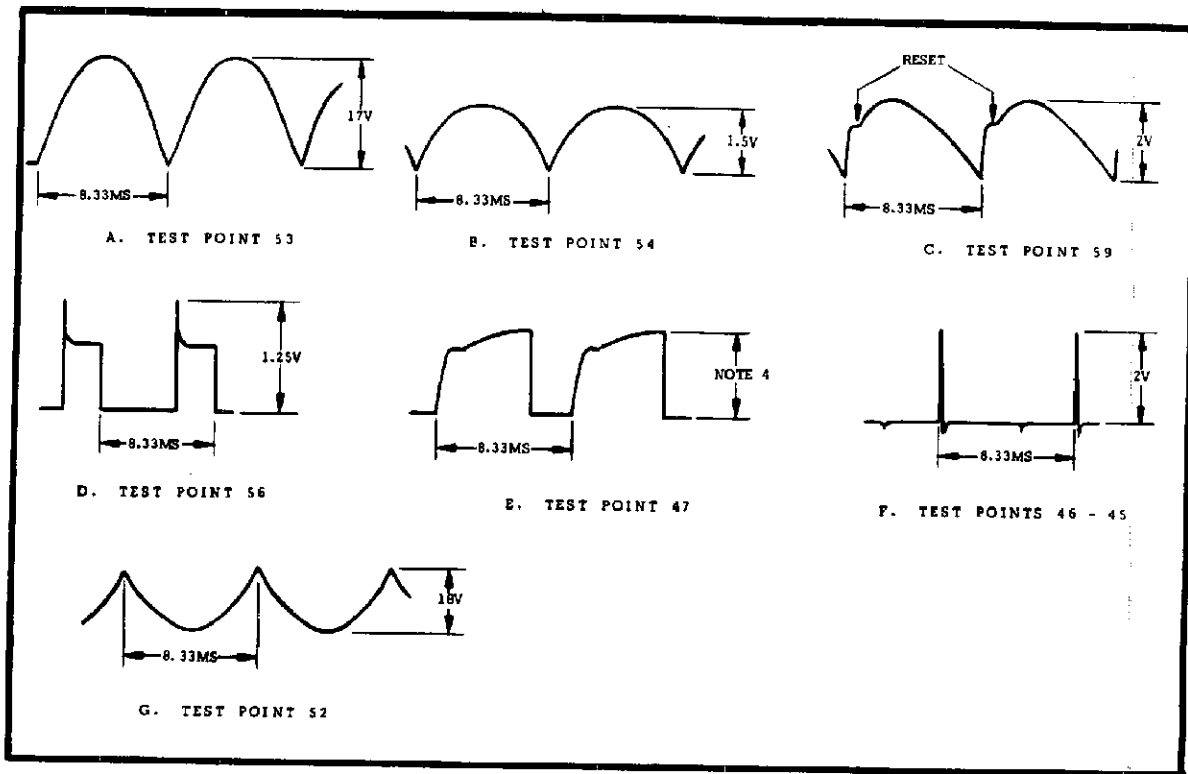 RESET
17V
1.5V
2V
8.33MS
8.33MS
8.33MS
A. TEST POINT 53
B. TEST POINT 54
C. TEST POINT 59
1.25V
NOTE 4
2V
8.33MS
8.33MS
8.33MS
D. TEST POINT 56
E. TEST POINT 47
F. TEST POINTS 46 - 45
18V
8.33MS
G. TEST POINT 52